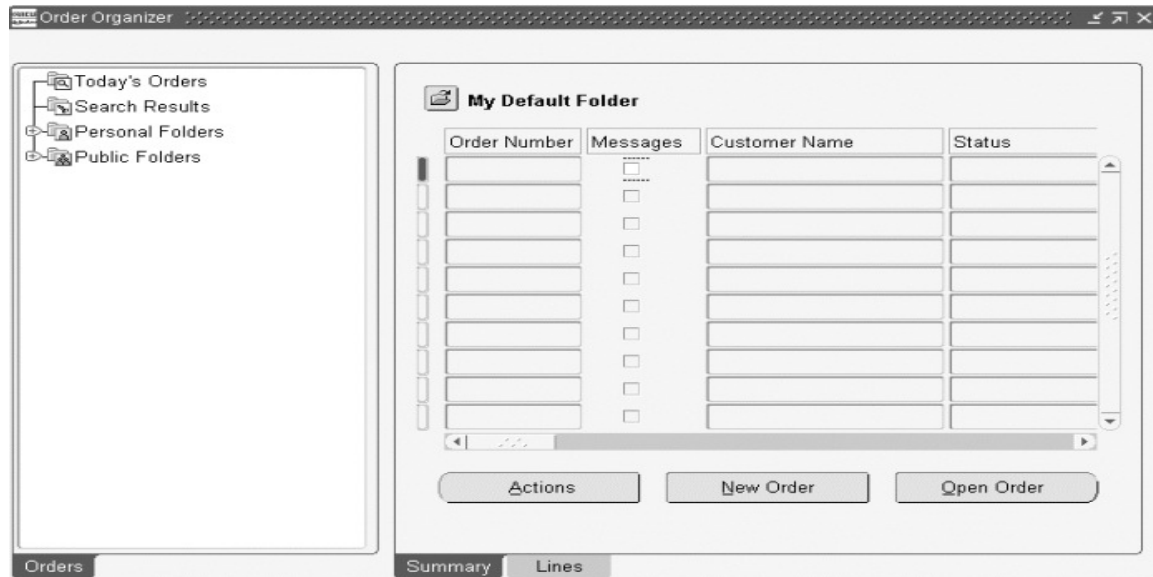 Order Organizer
Today's Orders
Search Results
Personal Folders
Public Folders
My Default Folder
Order Number Messages Customer Name Status
Actions New Order Open Order
Orders Summary Lines